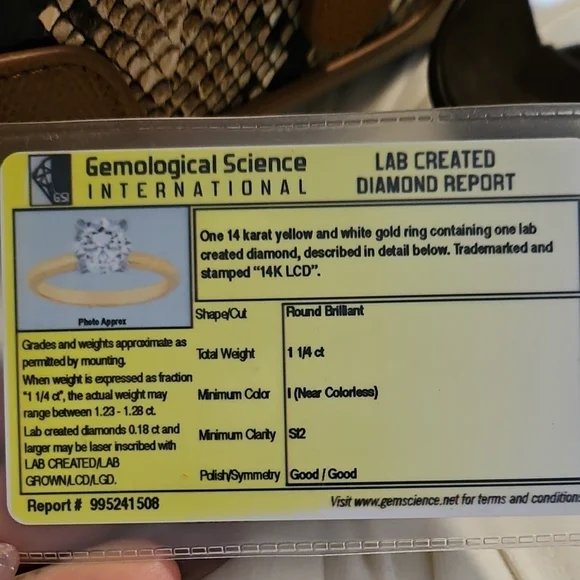 GSI
Gemological Science
INTERNATIONAL
LAB CREATED
DIAMOND REPORT
One 14 karat yellow and white gold ring containing one lab
created diamond, described in detail below. Trademarked and
stamped "14K LCD".
Photo Approx
Grades and weights approximate as
permitted by mounting.
When weight is expressed as fraction
"1 1/4 ct", the actual weight may
range between 1.23 - 1.28 ct.
Lab created diamonds 0.18 ct and
larger may be laser inscribed with
LAB CREATED/LAB
GROWN/LCD/LGD.
Shape/Cut Round Brilliant
Total Weight 1 1/4 ct
Minimum Color I (Near Colorless)
Minimum Clarity SI2
Polish/Symmetry Good / Good
Report # 995241508
Visit www.gemscience.net for terms and conditions